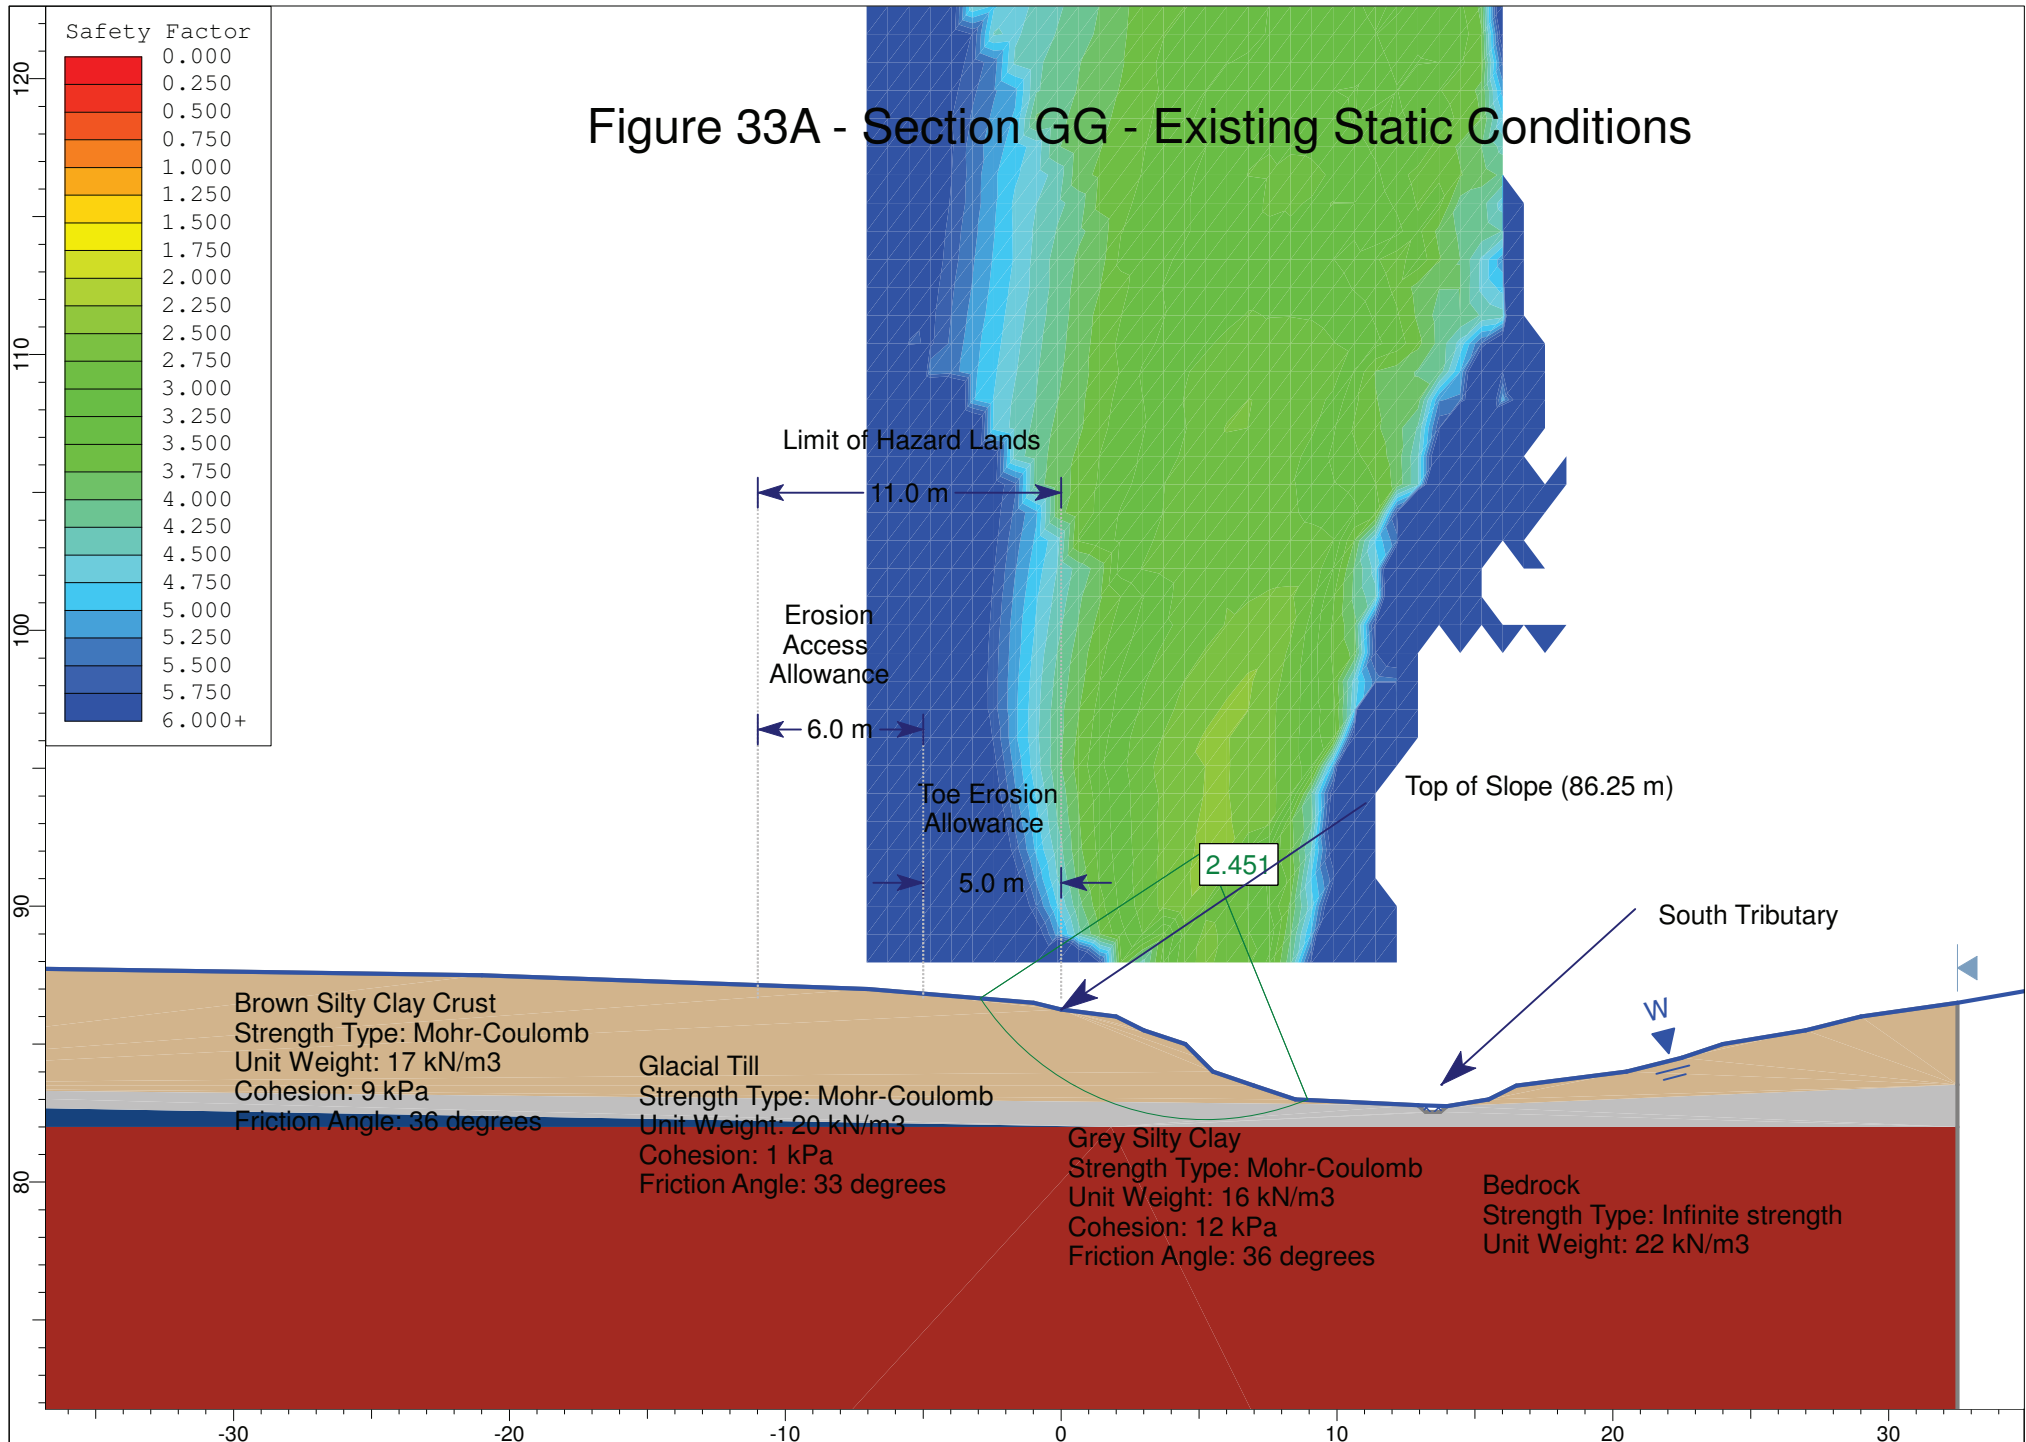 Safety Factor
0.000
0.250
0.500
0.750
1.000
1.250
1.500
1.750
2.000
2.250
2.500
2.750
3.000
3.250
3.500
3.750
4.000
4.250
4.500
4.750
5.000
5.250
5.500
5.750
6.000+
Figure 33A - Section GG - Existing Static Conditions
Limit of Hazard Lands
11.0 m
Erosion
Access
Allowance
6.0 m
Toe Erosion
Allowance
5.0 m
2.451
Top of Slope (86.25 m)
South Tributary
W
Brown Silty Clay Crust
Strength Type: Mohr-Coulomb
Unit Weight: 17 kN/m3
Cohesion: 9 kPa
Friction Angle: 36 degrees
Glacial Till
Strength Type: Mohr-Coulomb
Unit Weight: 20 kN/m3
Cohesion: 1 kPa
Friction Angle: 33 degrees
Grey Silty Clay
Strength Type: Mohr-Coulomb
Unit Weight: 16 kN/m3
Cohesion: 12 kPa
Friction Angle: 36 degrees
Bedrock
Strength Type: Infinite strength
Unit Weight: 22 kN/m3
120
110
100
90
80
-30
-20
-10
0
10
20
30